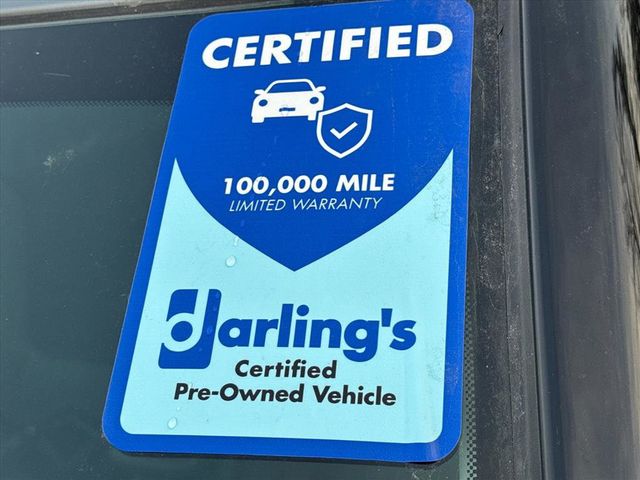 CERTIFIED
100,000 MILE
LIMITED WARRANTY
darling's
Certified
Pre-Owned Vehicle